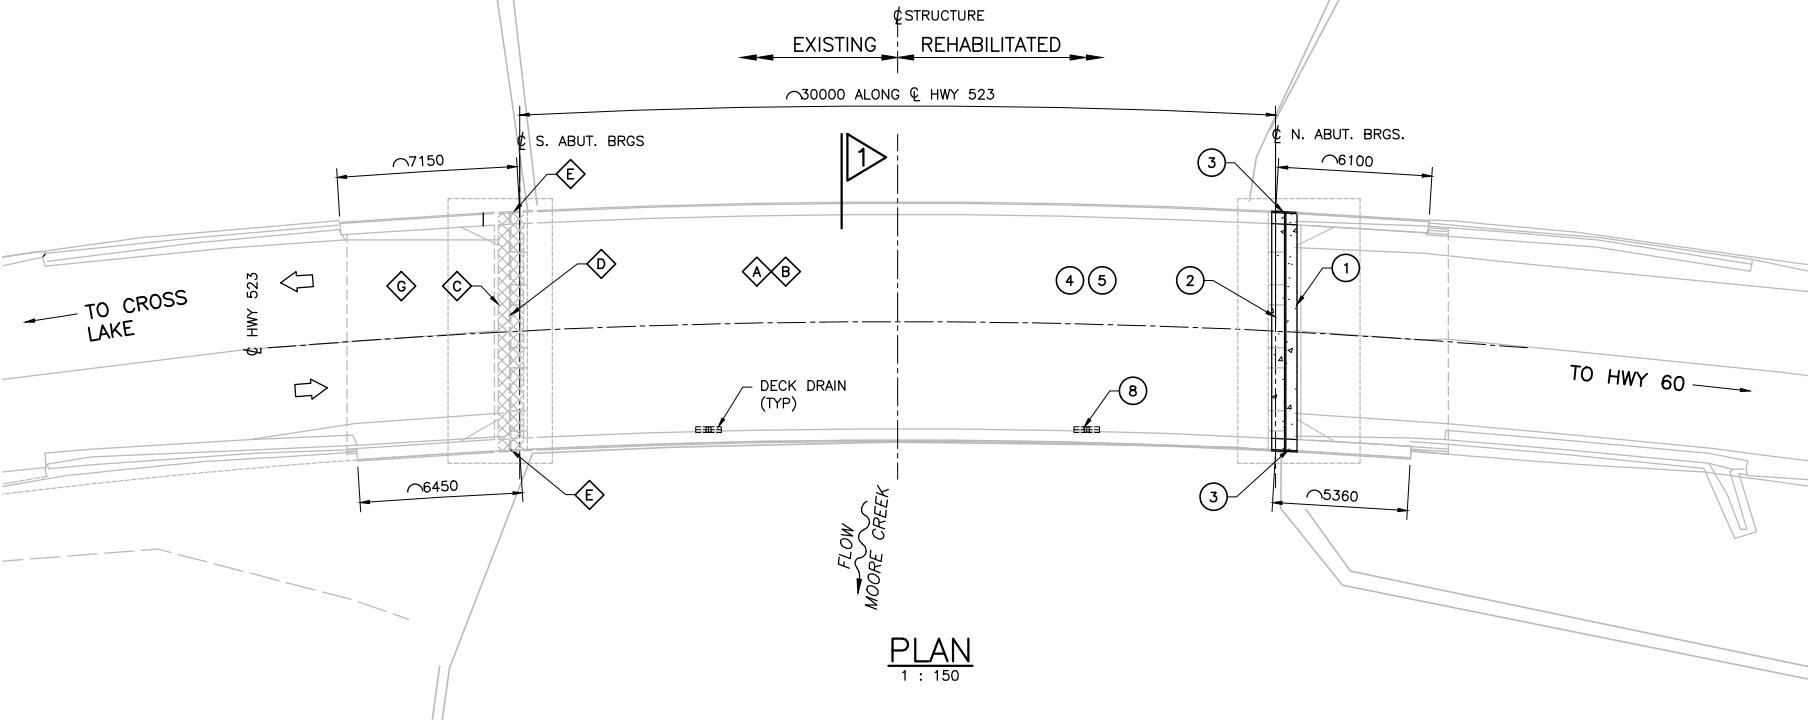 ℄ STRUCTURE
EXISTING
REHABILITATED
⌒30000 ALONG ℄ HWY 523
℄ S. ABUT. BRGS
℄ N. ABUT. BRGS.
⌒7150
E
1
3
⌒6100
TO CROSS
LAKE
℄ HWY 523
G
C
D
A
B
4
5
2
1
TO HWY 60
DECK DRAIN
(TYP)
8
⌒6450
E
3
⌒5360
FLOW
MOORE CREEK
PLAN
1 : 150